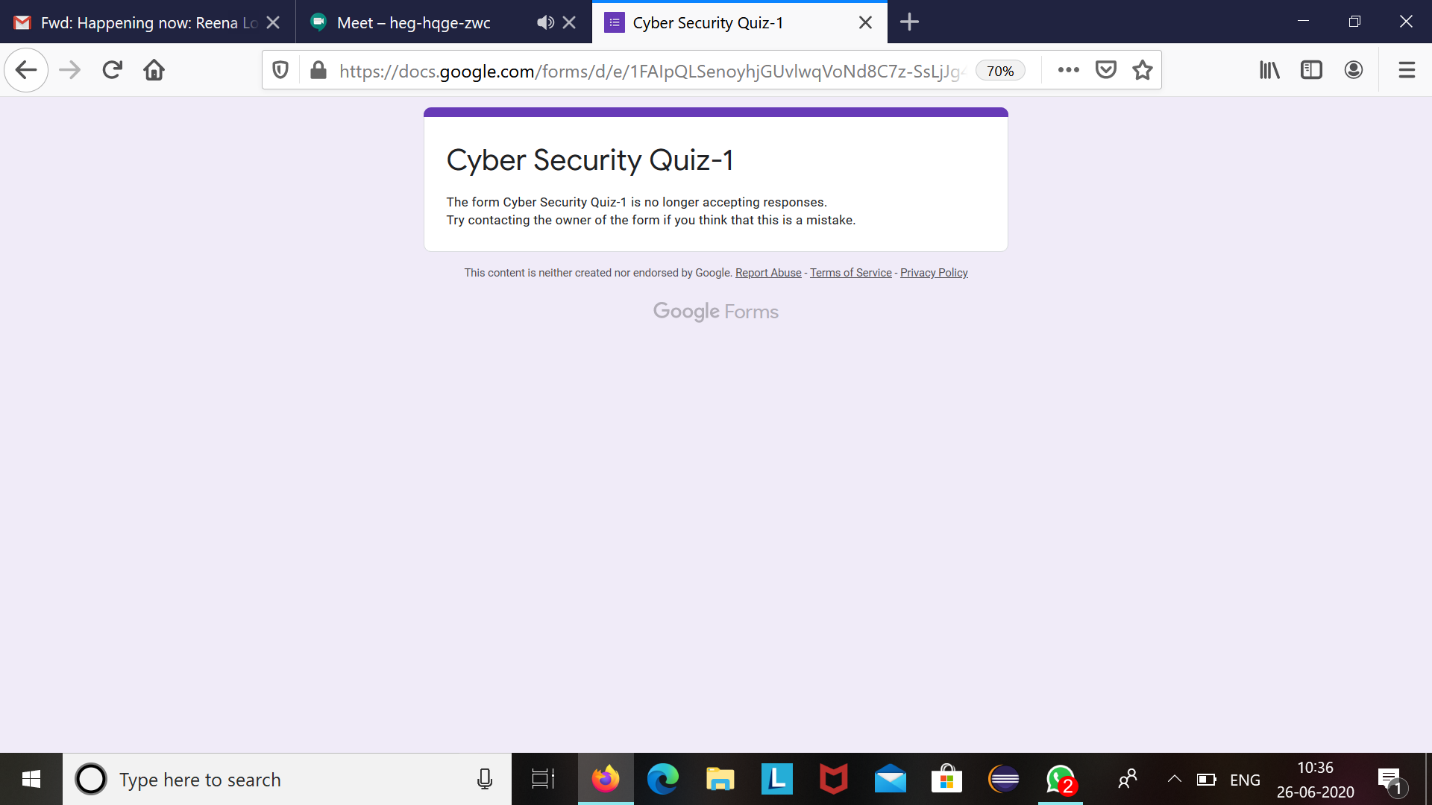 Fwd: Happening now: Reena Lo
Meet – heg-hqge-zwc
Cyber Security Quiz-1
https://docs.google.com/forms/d/e/1FAIpQLSenoyhjGUvlwqVoNd8C7z-SsLjJg
70%
Cyber Security Quiz-1
The form Cyber Security Quiz-1 is no longer accepting responses.
Try contacting the owner of the form if you think that this is a mistake.
This content is neither created nor endorsed by Google. Report Abuse - Terms of Service - Privacy Policy
Google Forms
Type here to search
L
2
ENG
10:36
26-06-2020
1